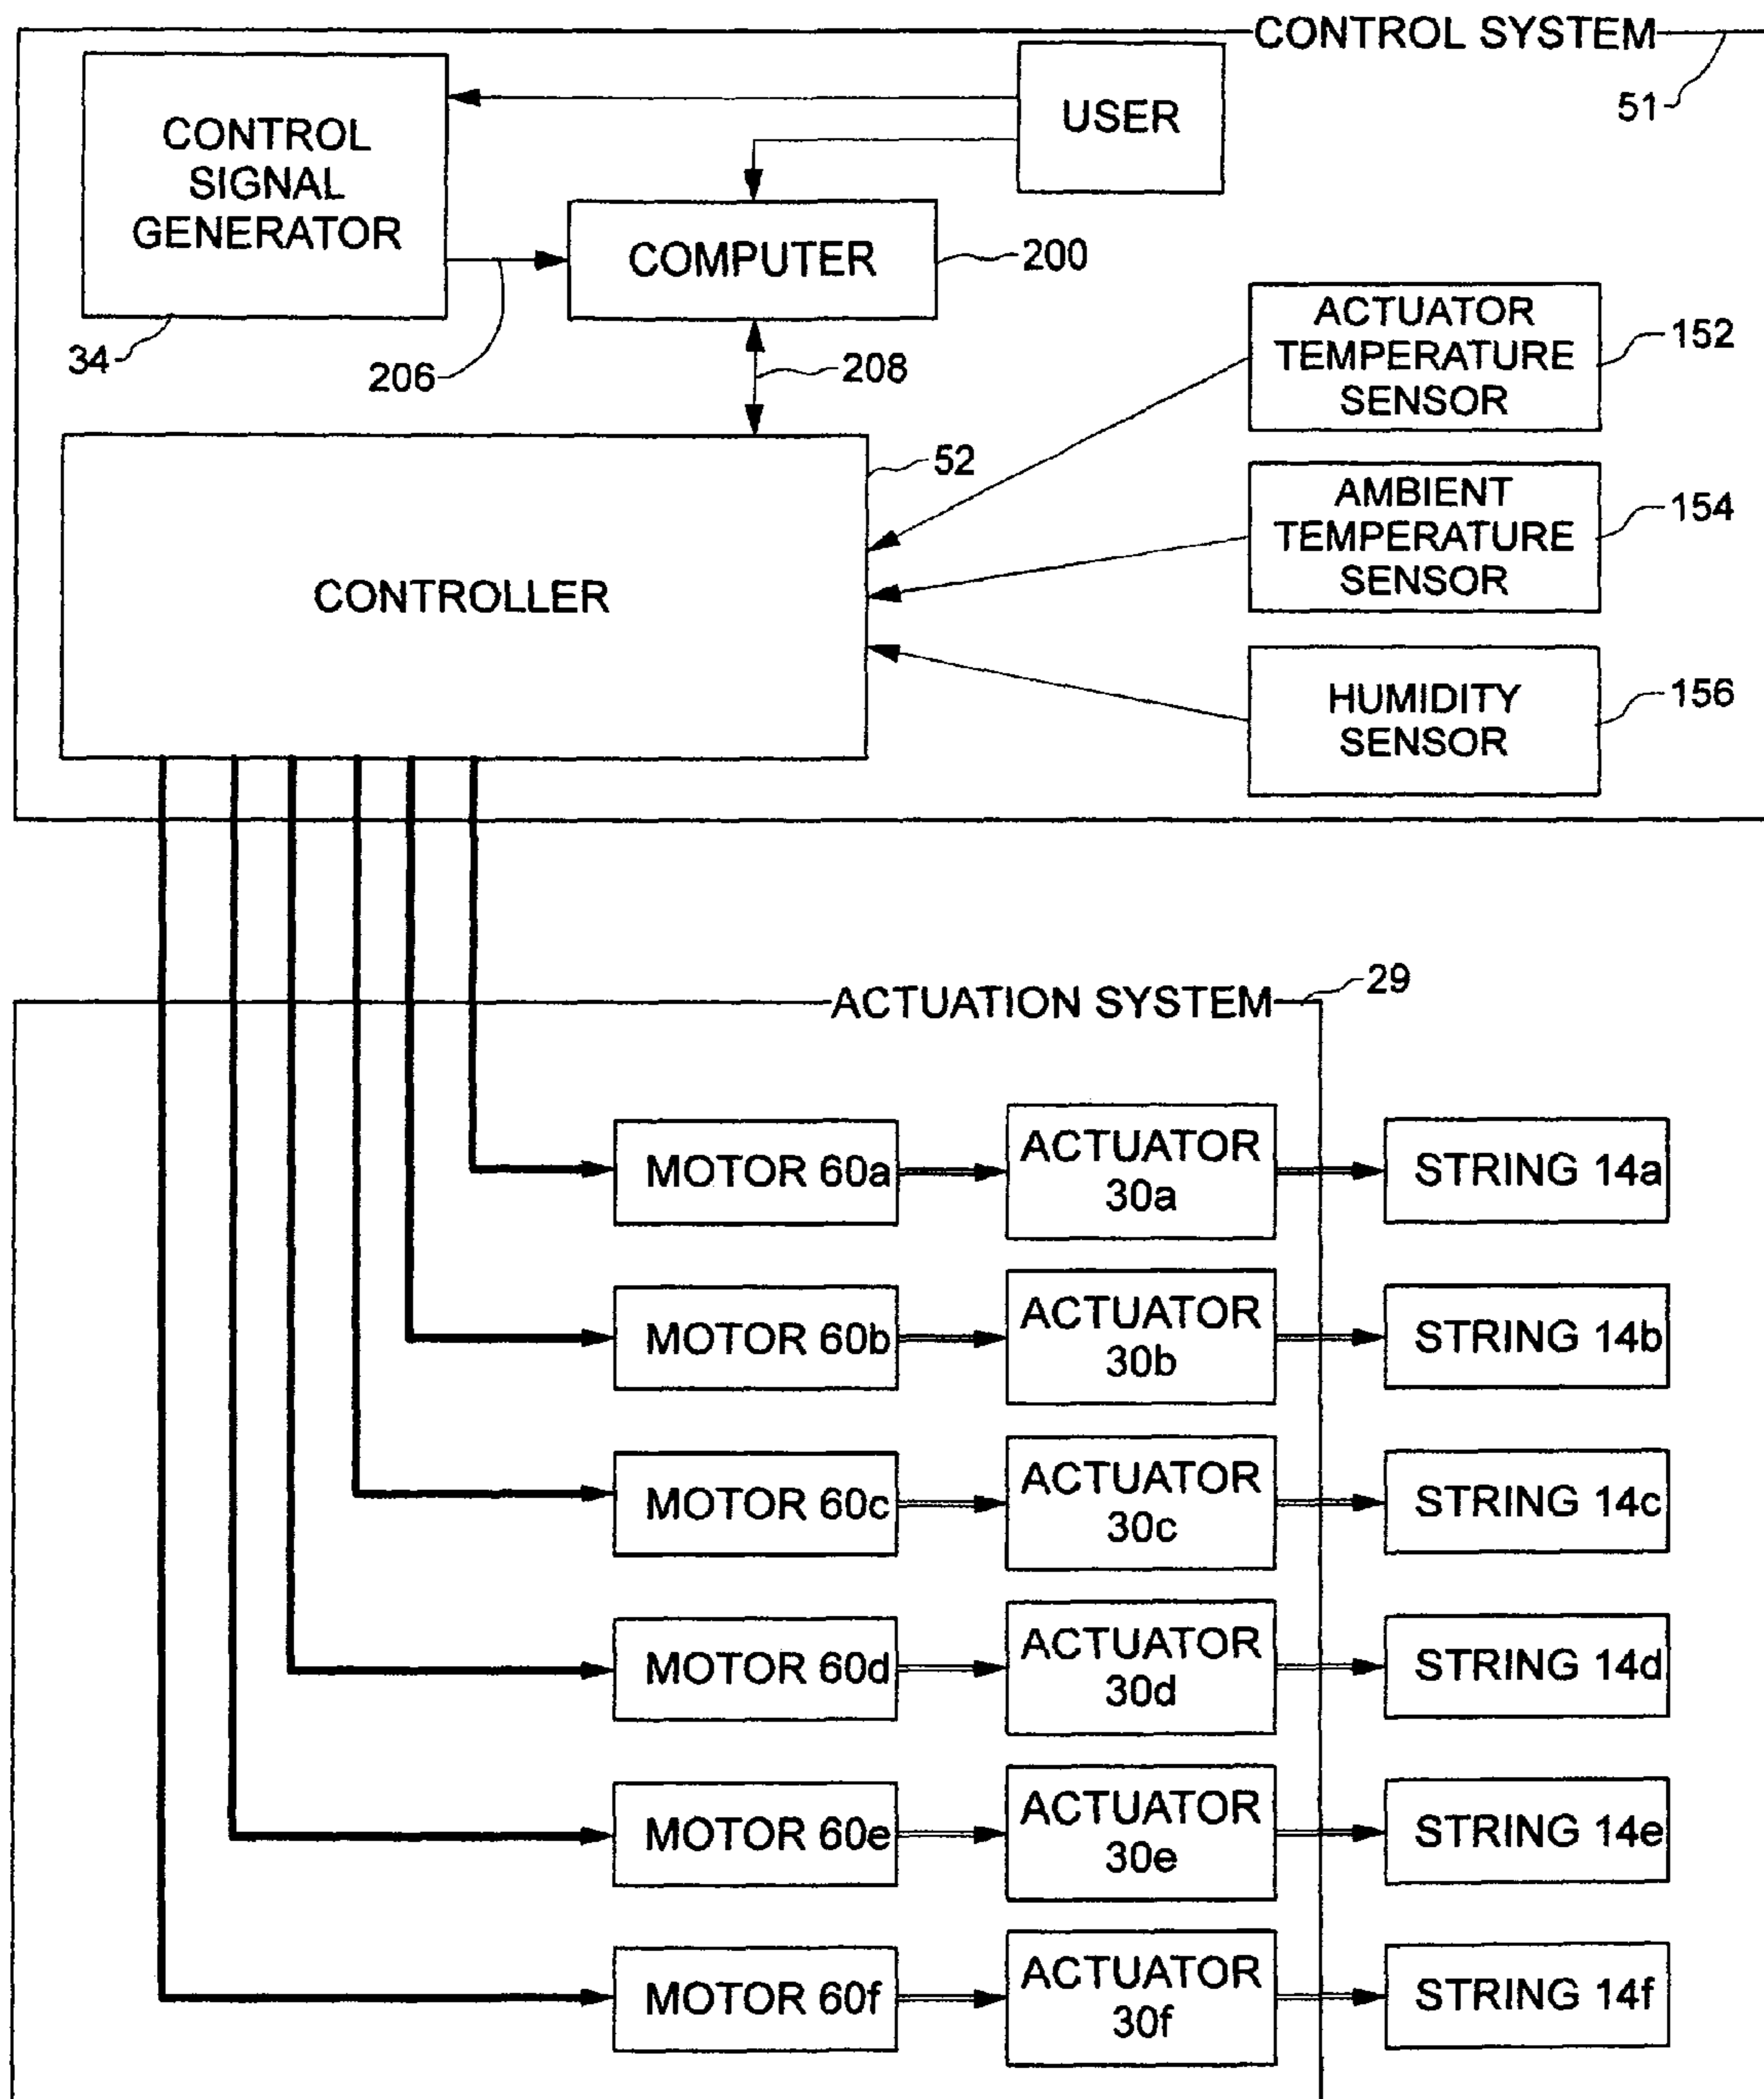 CONTROL SYSTEM
51
CONTROL
SIGNAL
GENERATOR
34
USER
206
COMPUTER
200
208
ACTUATOR
TEMPERATURE
SENSOR
152
52
CONTROLLER
AMBIENT
TEMPERATURE
SENSOR
154
HUMIDITY
SENSOR
156
ACTUATION SYSTEM
29
MOTOR 60a
ACTUATOR
30a
STRING 14a
MOTOR 60b
ACTUATOR
30b
STRING 14b
MOTOR 60c
ACTUATOR
30c
STRING 14c
MOTOR 60d
ACTUATOR
30d
STRING 14d
MOTOR 60e
ACTUATOR
30e
STRING 14e
MOTOR 60f
ACTUATOR
30f
STRING 14f